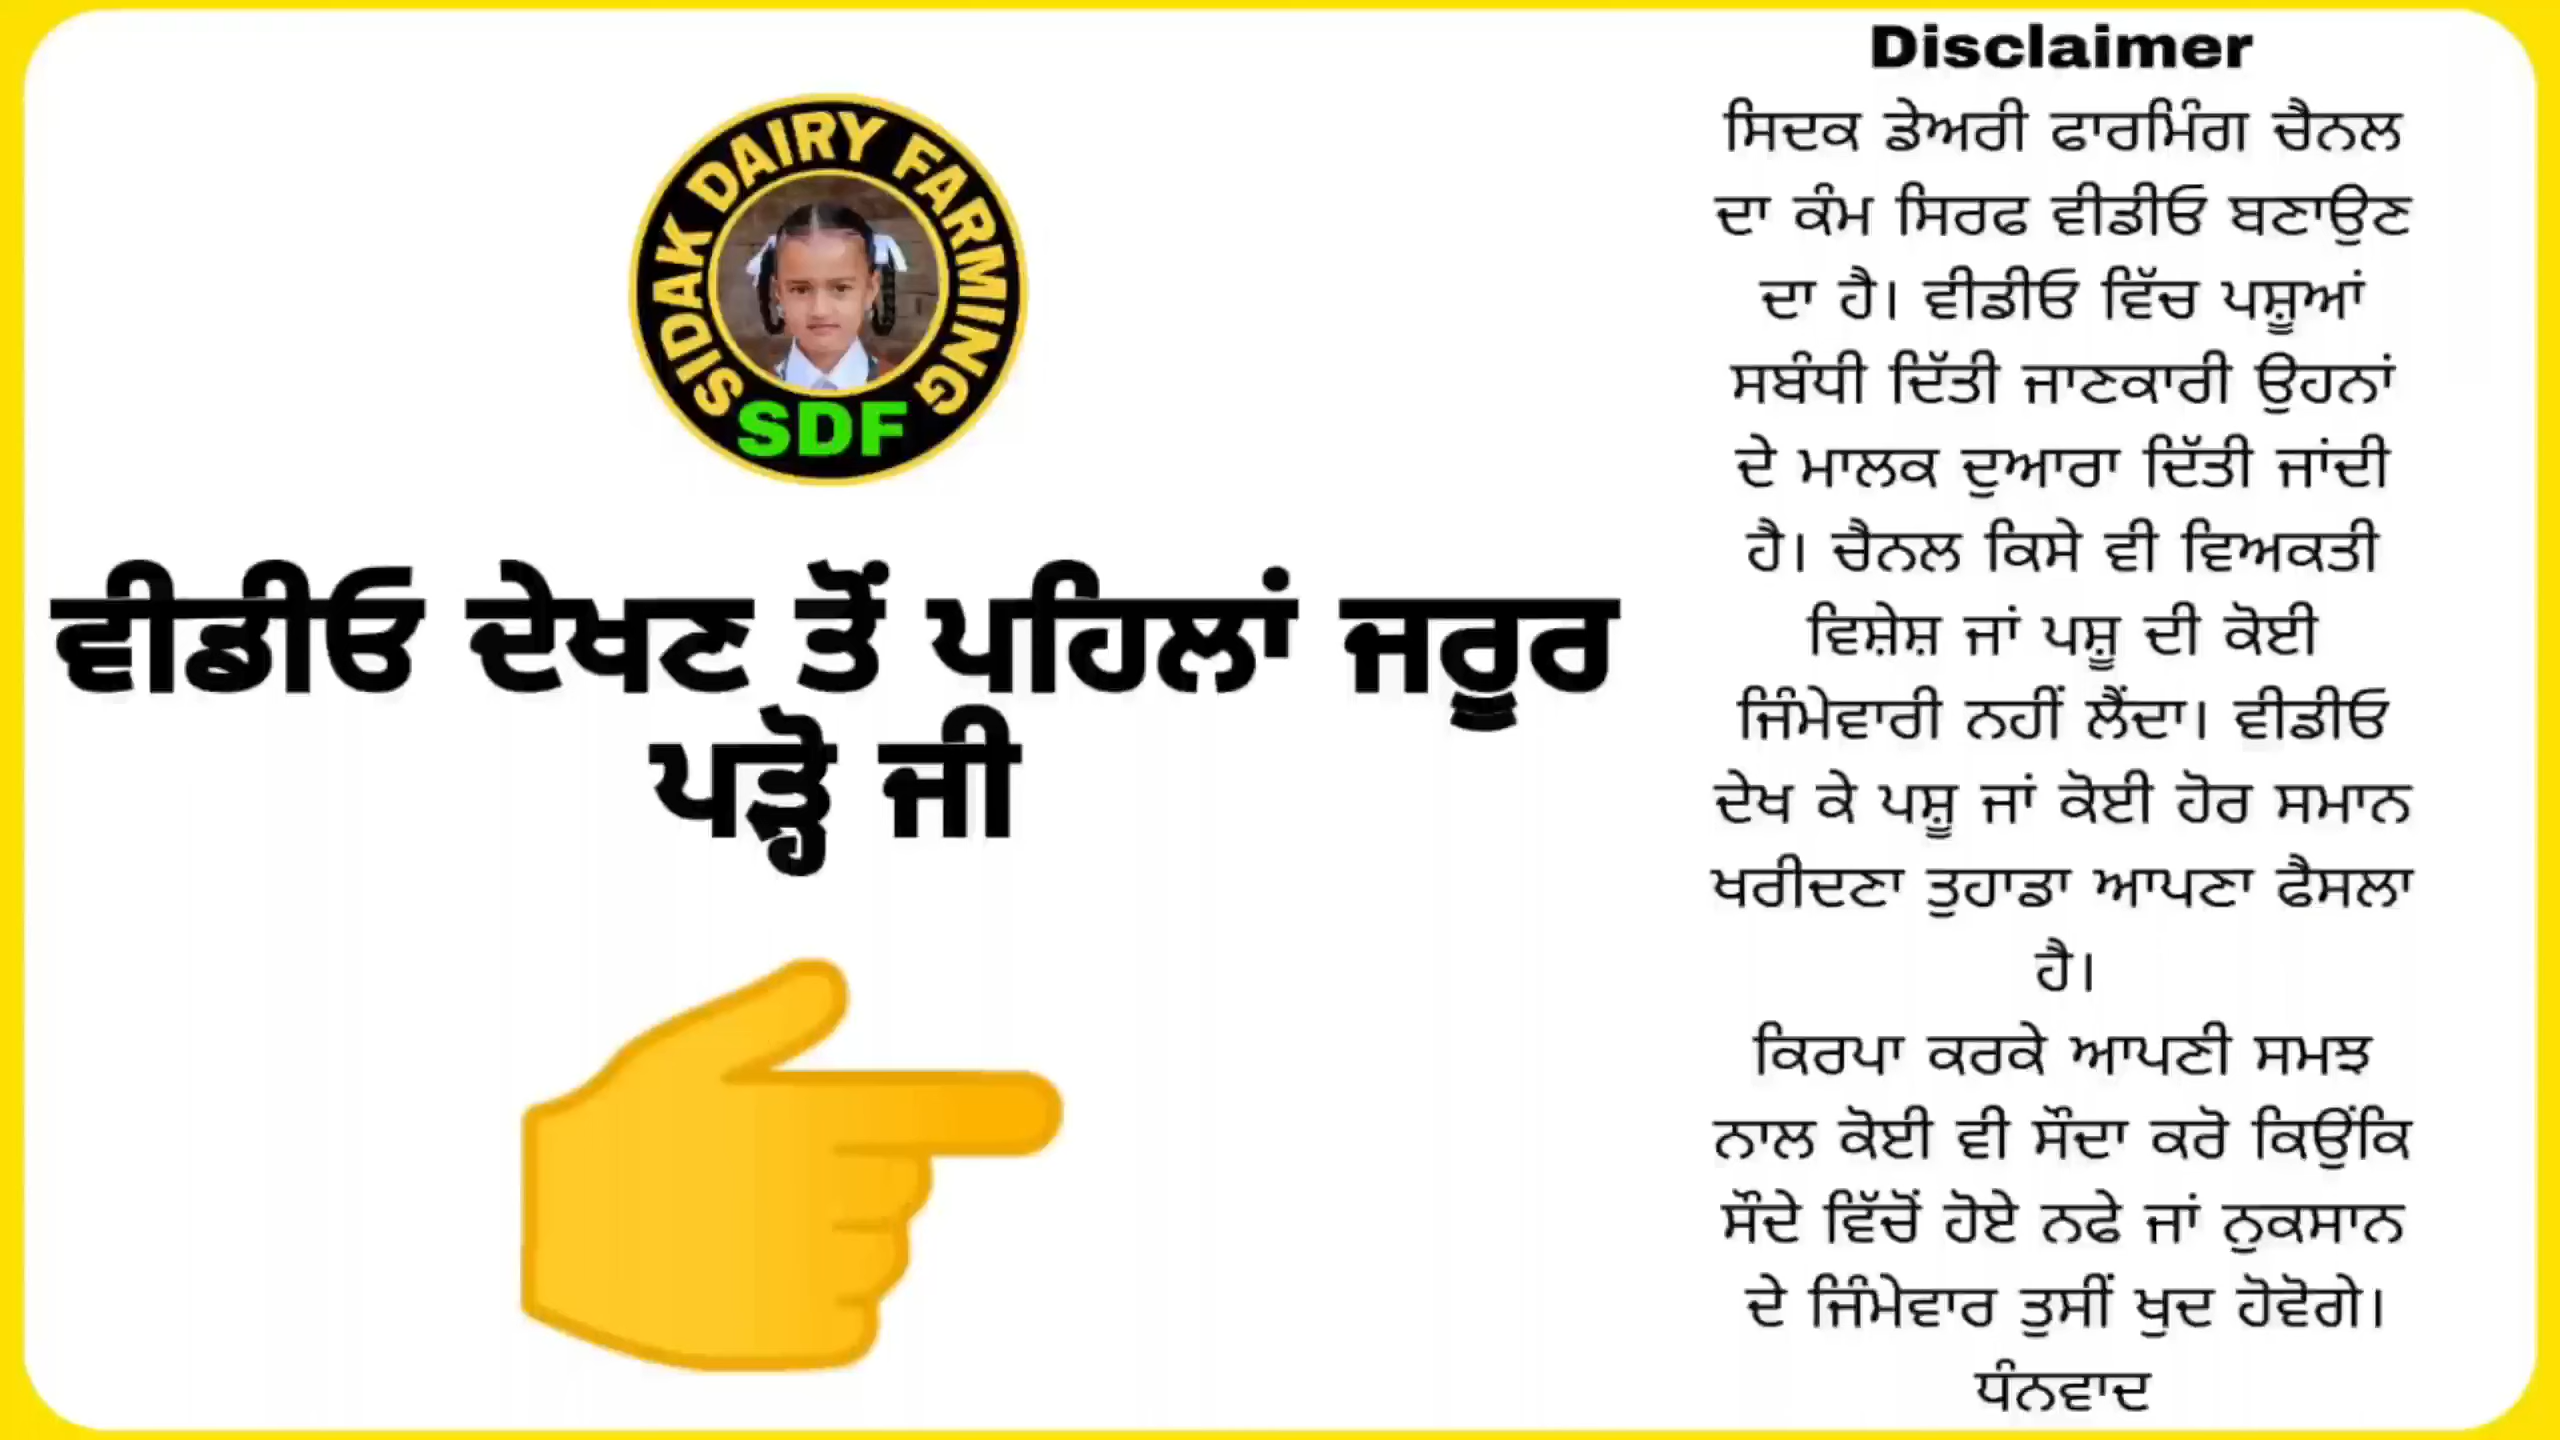 SIDAK DAIRY FARMING
SDF
ਵੀਡੀਓ ਦੇਖਣ ਤੋਂ ਪਹਿਲਾਂ ਜਰੂਰ
ਪੜ੍ਹੋ ਜੀ
Disclaimer
ਸਿਦਕ ਡੇਅਰੀ ਫਾਰਮਿੰਗ ਚੈਨਲ
ਦਾ ਕੰਮ ਸਿਰਫ ਵੀਡੀਓ ਬਣਾਉਣ
ਦਾ ਹੈ। ਵੀਡੀਓ ਵਿੱਚ ਪਸ਼ੂਆਂ
ਸਬੰਧੀ ਦਿੱਤੀ ਜਾਣਕਾਰੀ ਉਹਨਾਂ
ਦੇ ਮਾਲਕ ਦੁਆਰਾ ਦਿੱਤੀ ਜਾਂਦੀ
ਹੈ। ਚੈਨਲ ਕਿਸੇ ਵੀ ਵਿਅਕਤੀ
ਵਿਸ਼ੇਸ਼ ਜਾਂ ਪਸ਼ੂ ਦੀ ਕੋਈ
ਜਿੰਮੇਵਾਰੀ ਨਹੀਂ ਲੈਂਦਾ। ਵੀਡੀਓ
ਦੇਖ ਕੇ ਪਸ਼ੂ ਜਾਂ ਕੋਈ ਹੋਰ ਸਮਾਨ
ਖਰੀਦਣਾ ਤੁਹਾਡਾ ਆਪਣਾ ਫੈਸਲਾ
ਹੈ।
ਕਿਰਪਾ ਕਰਕੇ ਆਪਣੀ ਸਮਝ
ਨਾਲ ਕੋਈ ਵੀ ਸੌਦਾ ਕਰੋ ਕਿਉਂਕਿ
ਸੌਦੇ ਵਿੱਚੋਂ ਹੋਏ ਨਫੇ ਜਾਂ ਨੁਕਸਾਨ
ਦੇ ਜਿੰਮੇਵਾਰ ਤੁਸੀਂ ਖੁਦ ਹੋਵੋਗੇ।
ਧੰਨਵਾਦ